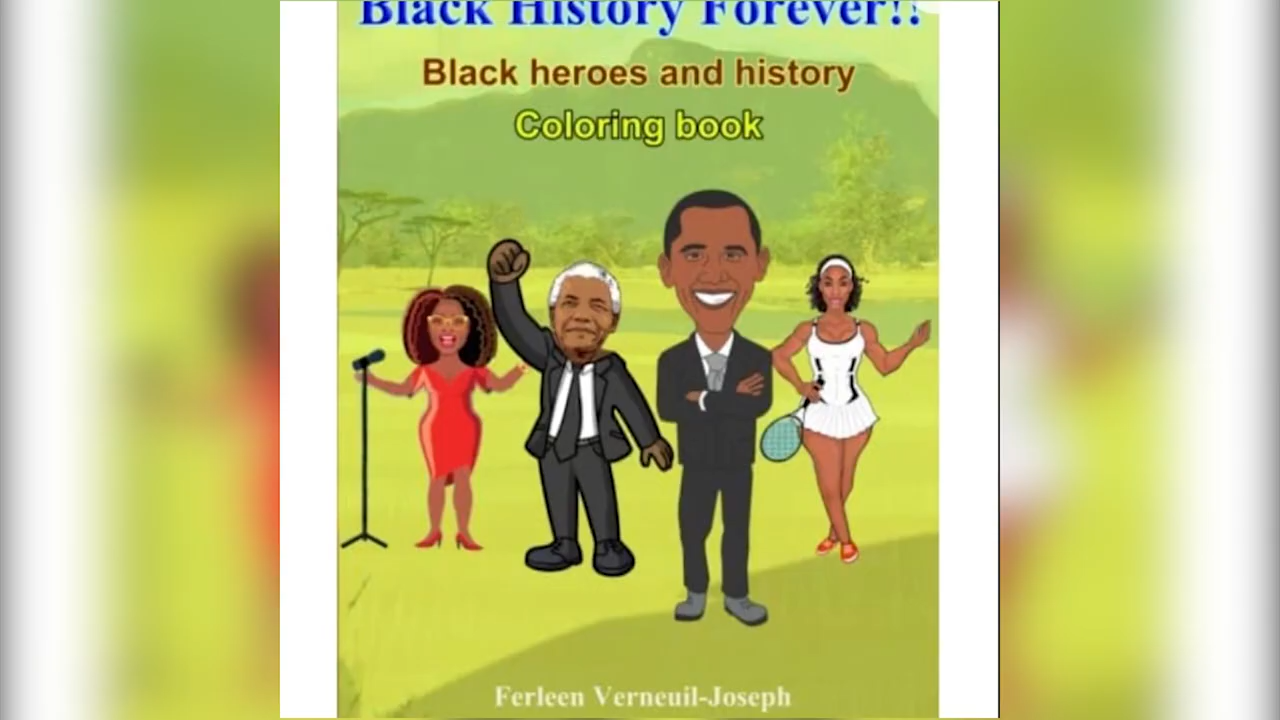 Black History Forever!!
Black heroes and history
Coloring book
Ferleen Verneuil-Joseph